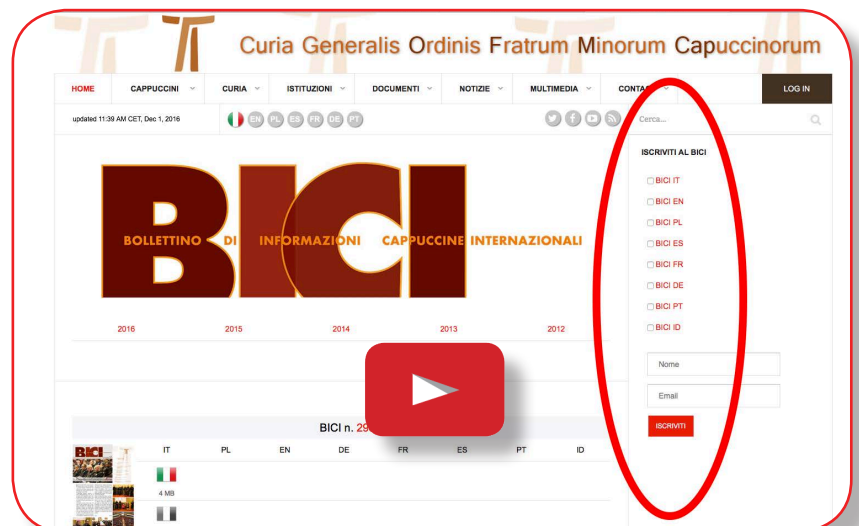 Curia Generalis Ordinis Fratrum Minorum Capuccinorum
HOME CAPPUCCINI CURIA ISTITUZIONI DOCUMENTI NOTIZIE MULTIMEDIA LOG IN
updated 11:39 AM CET, Dec 1, 2016 EN PL ES FR DE PT Cerca...
ISCRIVITI AL BICI
BICI IT
BICI EN
BICI PL
BICI ES
BICI FR
BICI DE
BICI PT
BICI ID
Nome
Email
ISCRIVITI
BICI
BOLLETTINO DI INFORMAZIONI CAPPUCCINE INTERNAZIONALI
2016 2015 2014 2013 2012
BICI n.
BICI
IT PL EN DE FR ES PT ID
4 MB